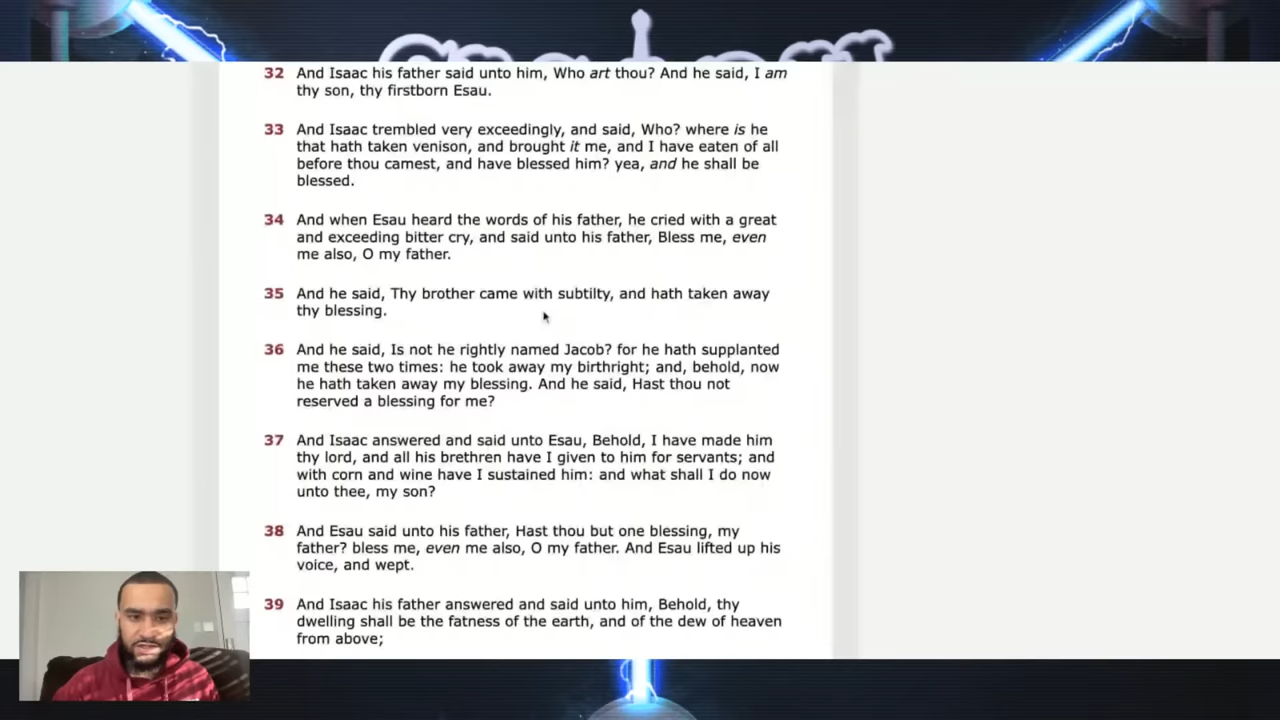 32 And Isaac his father said unto him, Who art thou? And he said, I am
thy son, thy firstborn Esau.
33 And Isaac trembled very exceedingly, and said, Who? where is he
that hath taken venison, and brought it me, and I have eaten of all
before thou camest, and have blessed him? yea, and he shall be
blessed.
34 And when Esau heard the words of his father, he cried with a great
and exceeding bitter cry, and said unto his father, Bless me, even
me also, O my father.
35 And he said, Thy brother came with subtilty, and hath taken away
thy blessing.
36 And he said, Is not he rightly named Jacob? for he hath supplanted
me these two times: he took away my birthright; and, behold, now
he hath taken away my blessing. And he said, Hast thou not
reserved a blessing for me?
37 And Isaac answered and said unto Esau, Behold, I have made him
thy lord, and all his brethren have I given to him for servants; and
with corn and wine have I sustained him: and what shall I do now
unto thee, my son?
38 And Esau said unto his father, Hast thou but one blessing, my
father? bless me, even me also, O my father. And Esau lifted up his
voice, and wept.
39 And Isaac his father answered and said unto him, Behold, thy
dwelling shall be the fatness of the earth, and of the dew of heaven
from above;